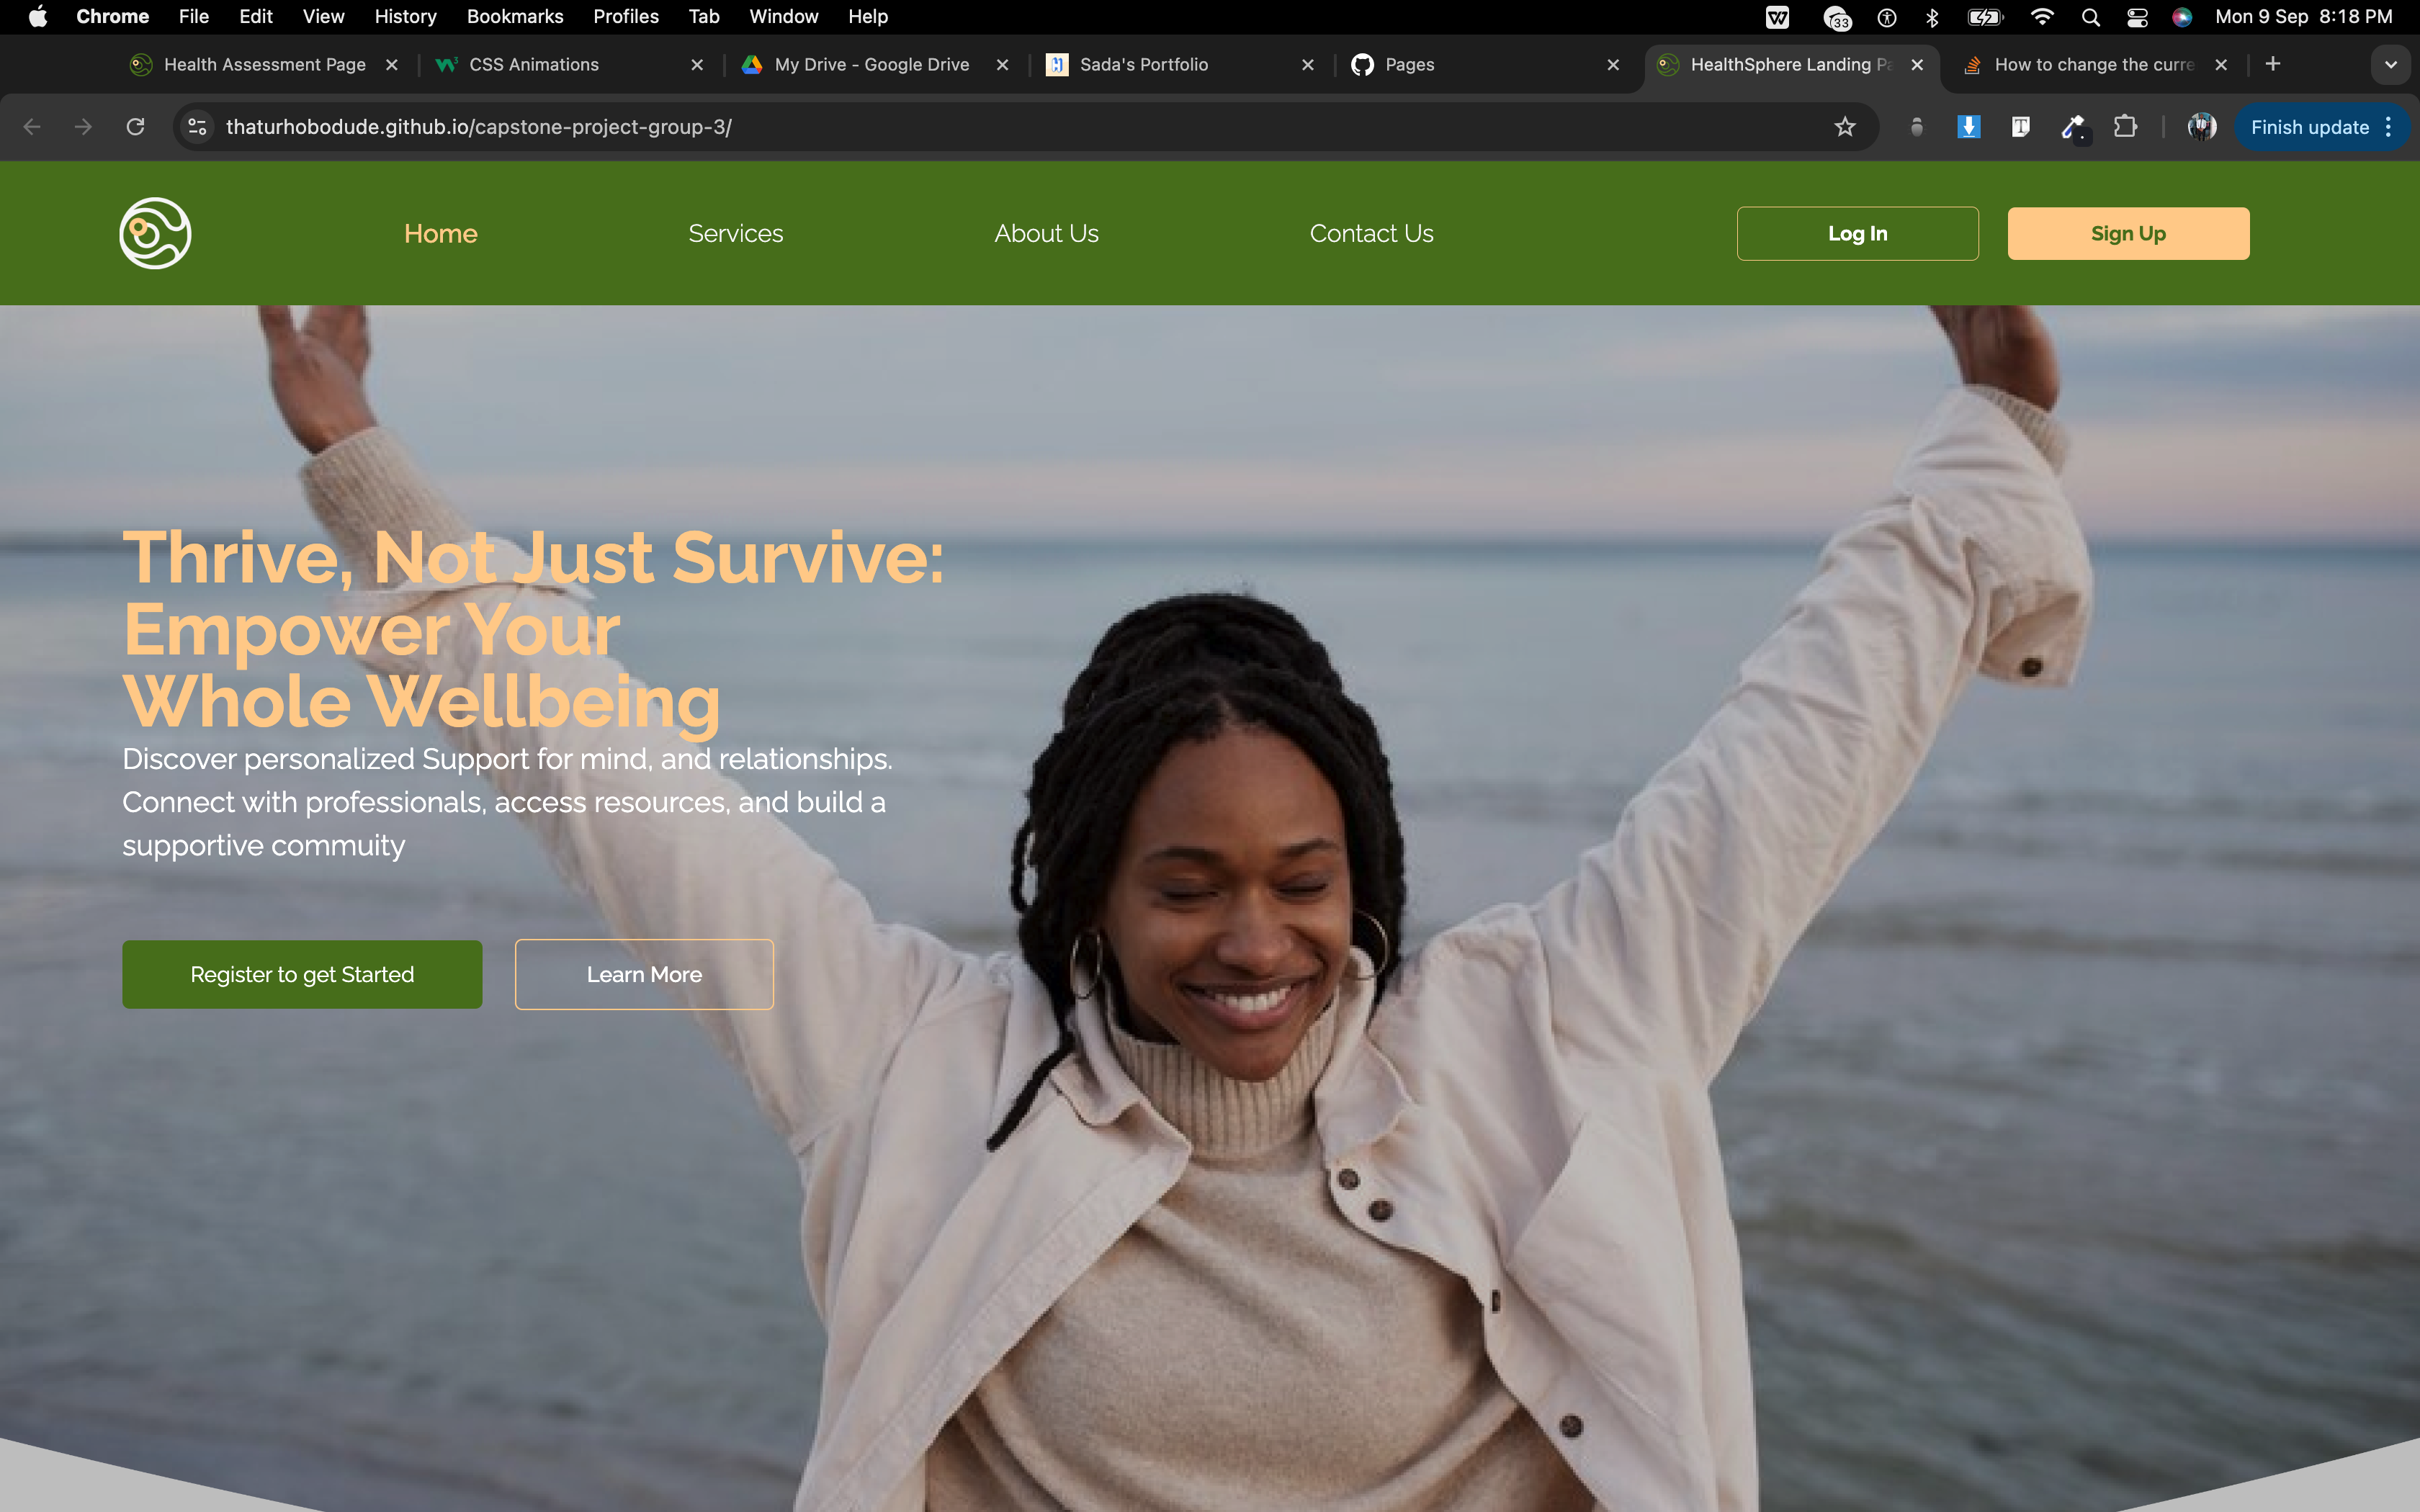 Chrome File Edit View History Bookmarks Profiles Tab Window Help 33 Mon 9 Sep 8:18 PM
Health Assessment Page CSS Animations My Drive - Google Drive Sada's Portfolio Pages HealthSphere Landing Pa How to change the curre
thaturhobodude.github.io/capstone-project-group-3/ Finish update
Home Services About Us Contact Us Log In Sign Up
Thrive, Not Just Survive:
Empower Your
Whole Wellbeing
Discover personalized Support for mind, and relationships.
Connect with professionals, access resources, and build a
supportive commuity
Register to get Started Learn More